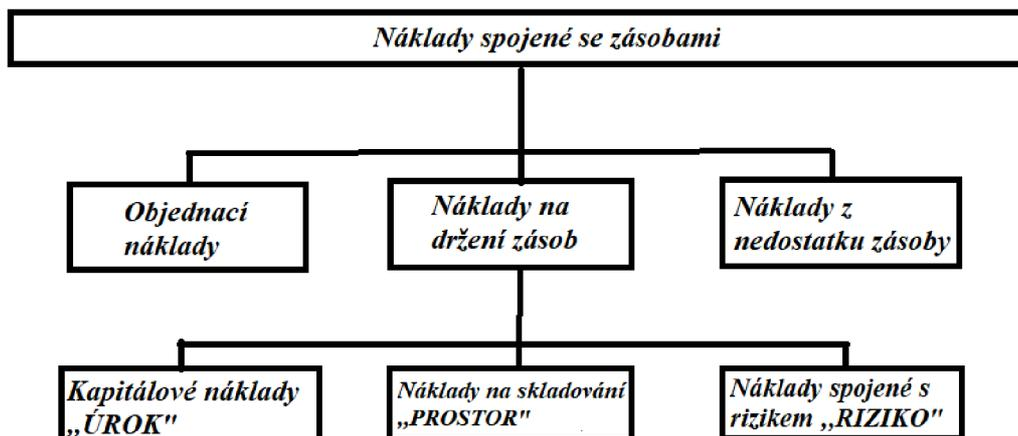 Náklady spojené se zásobami
Objednací
náklady
Náklady na
držení zásob
Náklady z
nedostatku zásoby
Kapitálové náklady
,,ÚROK"
Náklady na skladování
,,PROSTOR"
Náklady spojené s
rizikem ,,RIZIKO"